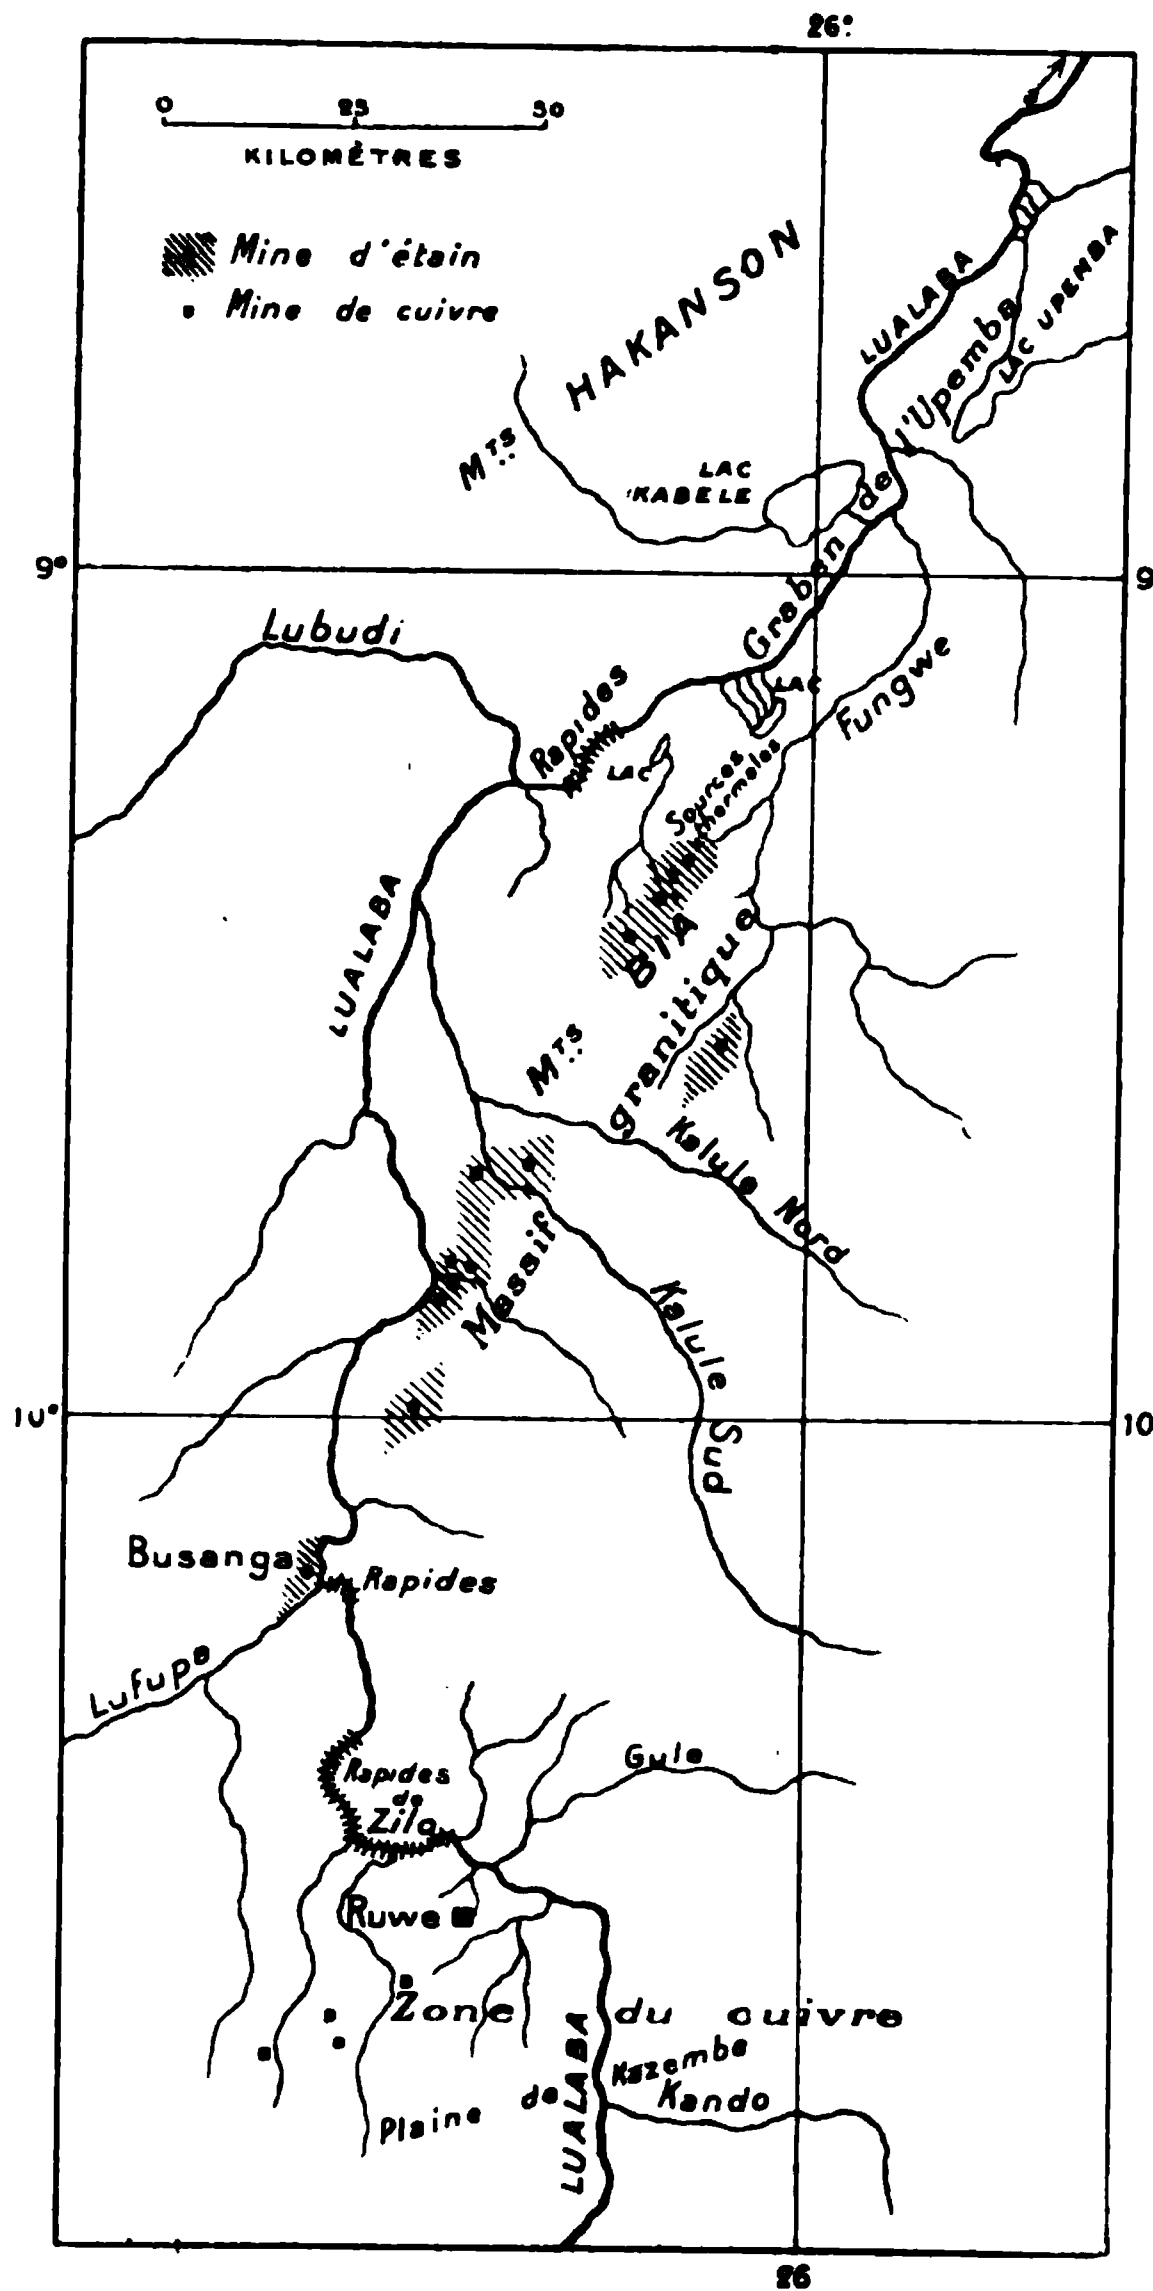 26°
0 25 50
KILOMÈTRES
Mine d'étain
Mine de cuivre
Mts HAKANSON
LUALABA
LAC UPEMBA
Graben de l'Upemba
LAC KABELE
9°
9
Lubudi
Rapides
LAC
Fungwe
LAC
Sources thermales
LUALABA
Mts BIA
Massif granitique
Kalule Nord
Kalule Sud
10°
10
Busanga
Rapides
Lufupa
Rapides
de
Zilo
Gule
Ruwe
Zone du cuivre
Plaine de Kazembe
LUALABA
Kando
26